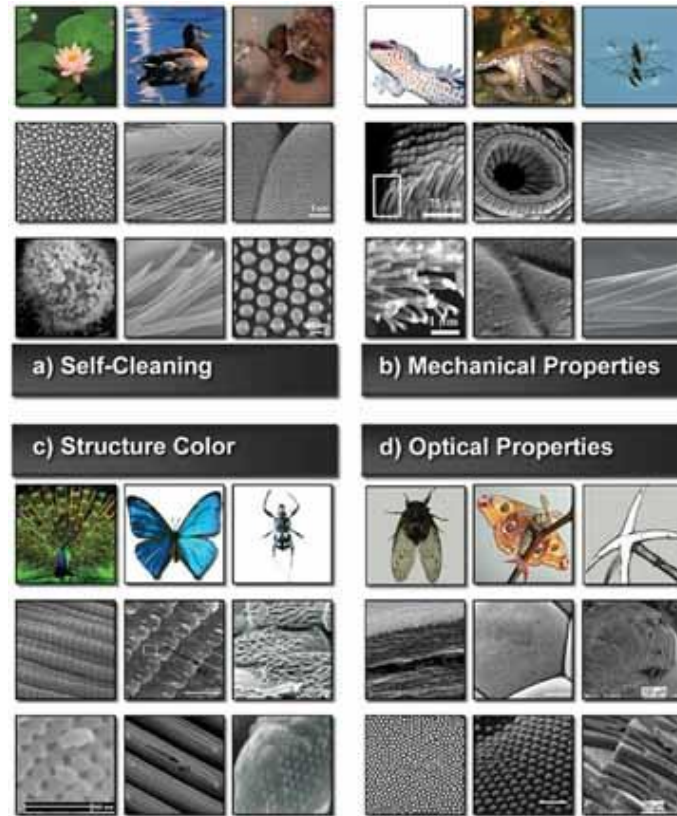 a) Self-Cleaning
b) Mechanical Properties
c) Structure Color
d) Optical Properties